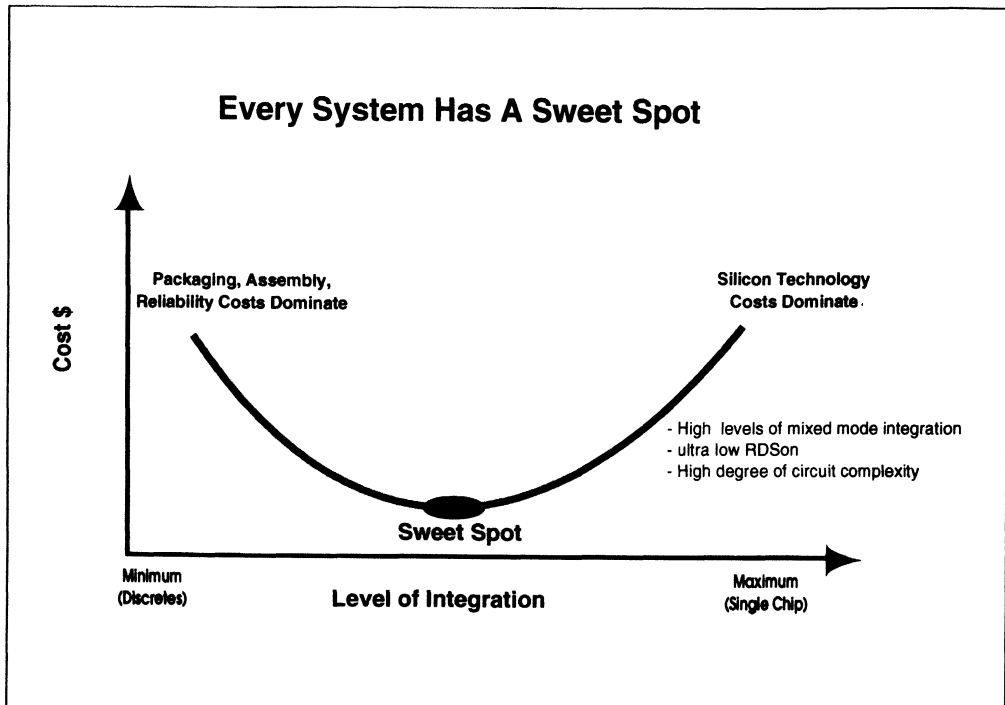 Every System Has A Sweet Spot
Packaging, Assembly,
Reliability Costs Dominate
Silicon Technology
Costs Dominate
Cost $
- High levels of mixed mode integration
- ultra low RDSon
- High degree of circuit complexity
Sweet Spot
Minimum
(Discretes)
Level of Integration
Maximum
(Single Chip)